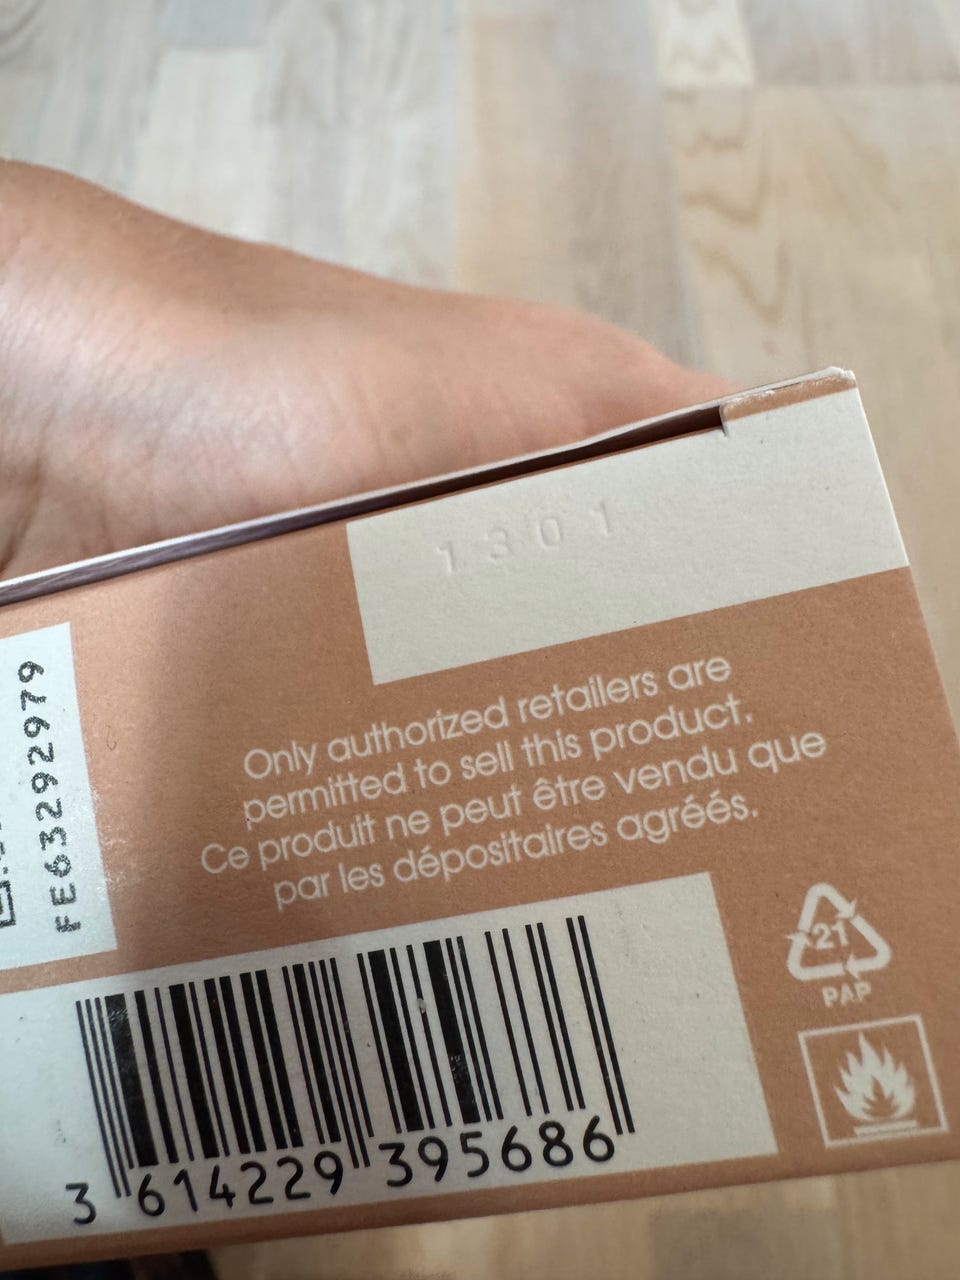 1301
FE63292979
Only authorized retailers are
permitted to sell this product.
Ce produit ne peut être vendu que
par les dépositaires agréés.
21
PAP
3 614229 395686